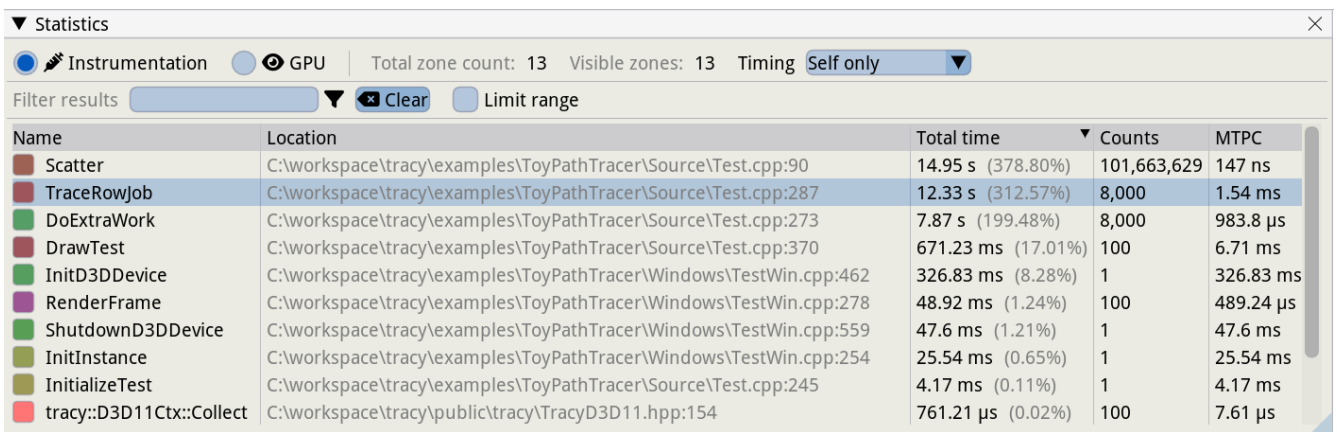 Statistics
Instrumentation GPU Total zone count: 13 Visible zones: 13 Timing Self only
Filter results Clear Limit range
Name Location Total time Counts MTPC
Scatter C:\workspace\tracy\examples\ToyPathTracer\Source\Test.cpp:90 14.95 s (378.80%) 101,663,629 147 ns
TraceRowJob C:\workspace\tracy\examples\ToyPathTracer\Source\Test.cpp:287 12.33 s (312.57%) 8,000 1.54 ms
DoExtraWork C:\workspace\tracy\examples\ToyPathTracer\Source\Test.cpp:273 7.87 s (199.48%) 8,000 983.8 µs
DrawTest C:\workspace\tracy\examples\ToyPathTracer\Source\Test.cpp:370 671.23 ms (17.01%) 100 6.71 ms
InitD3DDevice C:\workspace\tracy\examples\ToyPathTracer\Windows\TestWin.cpp:462 326.83 ms (8.28%) 1 326.83 ms
RenderFrame C:\workspace\tracy\examples\ToyPathTracer\Windows\TestWin.cpp:278 48.92 ms (1.24%) 100 489.24 µs
ShutdownD3DDevice C:\workspace\tracy\examples\ToyPathTracer\Windows\TestWin.cpp:559 47.6 ms (1.21%) 1 47.6 ms
InitInstance C:\workspace\tracy\examples\ToyPathTracer\Windows\TestWin.cpp:254 25.54 ms (0.65%) 1 25.54 ms
InitializeTest C:\workspace\tracy\examples\ToyPathTracer\Source\Test.cpp:245 4.17 ms (0.11%) 1 4.17 ms
tracy::D3D11Ctx::Collect C:\workspace\tracy\public\tracy\TracyD3D11.hpp:154 761.21 µs (0.02%) 100 7.61 µs